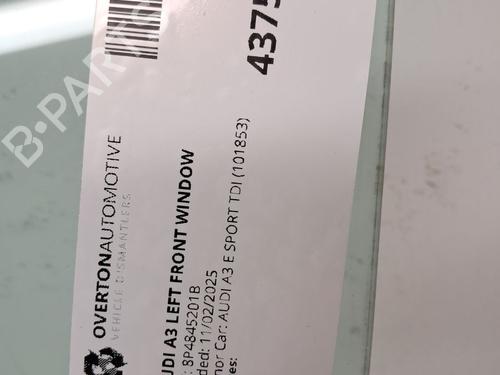 4375
OVERTONAUTOMOTIVE
VEHICLE DISMANTLERS
UDI A3 LEFT FRONT WINDOW
: 8P4845201B
ded: 11/02/2025
nor Car: AUDI A3 E SPORT TDI (101853)
es:
B-PARTS